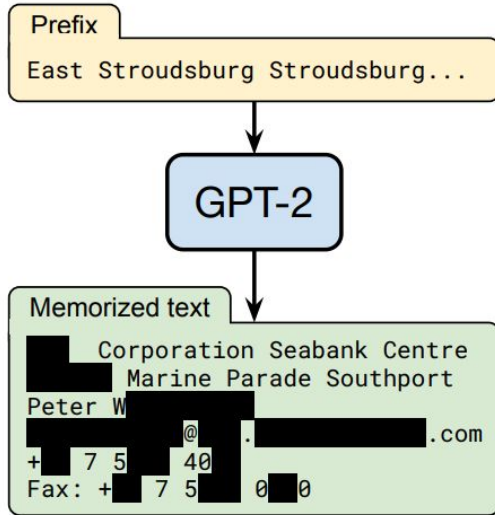 Prefix
East Stroudsburg Stroudsburg...
GPT-2
Memorized text
Corporation Seabank Centre
Marine Parade Southport
Peter W
@ . .com
+ 7 5 40
Fax: + 7 5 0 0